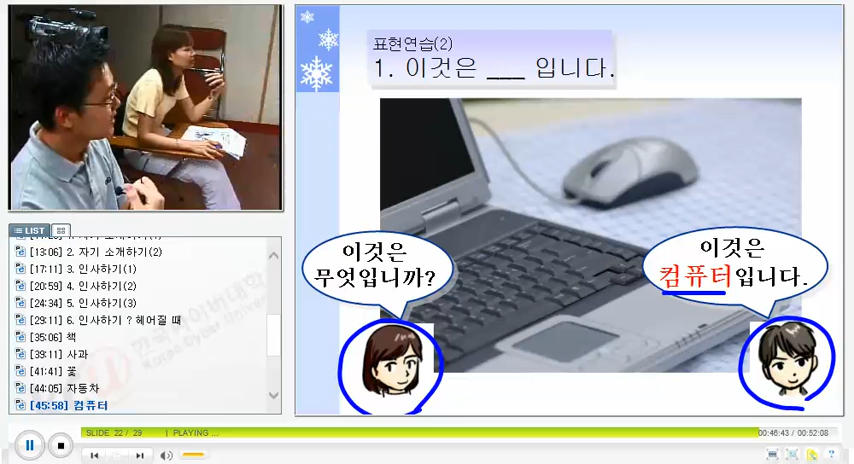 표현연습(2)
1. 이것은 ___ 입니다.
이것은
무엇입니까?
이것은
컴퓨터입니다.
LIST
[13:06] 2. 자기 소개하기(2)
[17:11] 3. 인사하기(1)
[20:59] 4. 인사하기(2)
[24:34] 5. 인사하기(3)
[29:11] 6. 인사하기 ? 헤어질 때
[35:06] 책
[39:11] 사과
[41:41] 꽃
[44:05] 자동차
[45:58] 컴퓨터
SLIDE 22 / 29 | PLAYING ...
00:46:43 / 00:52:08